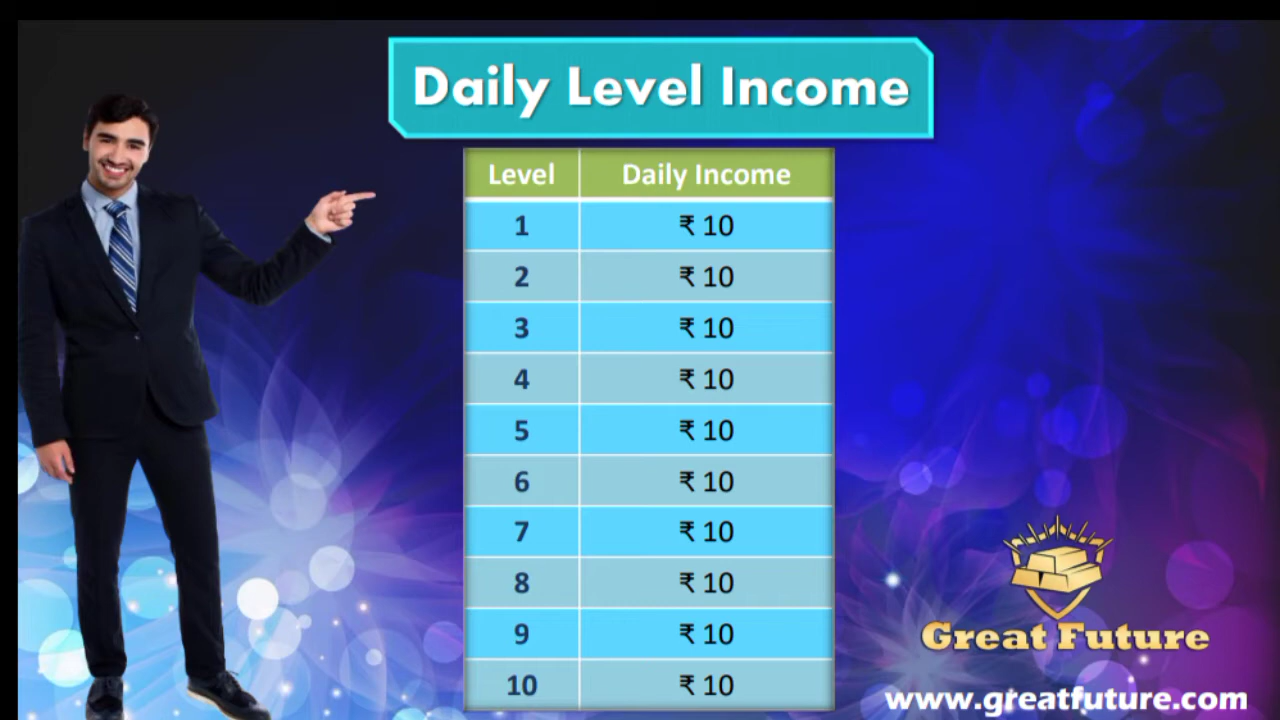 Daily Level Income
Level Daily Income
1 ₹ 10
2 ₹ 10
3 ₹ 10
4 ₹ 10
5 ₹ 10
6 ₹ 10
7 ₹ 10
8 ₹ 10
9 ₹ 10
10 ₹ 10
Great Future
www.greatfuture.com